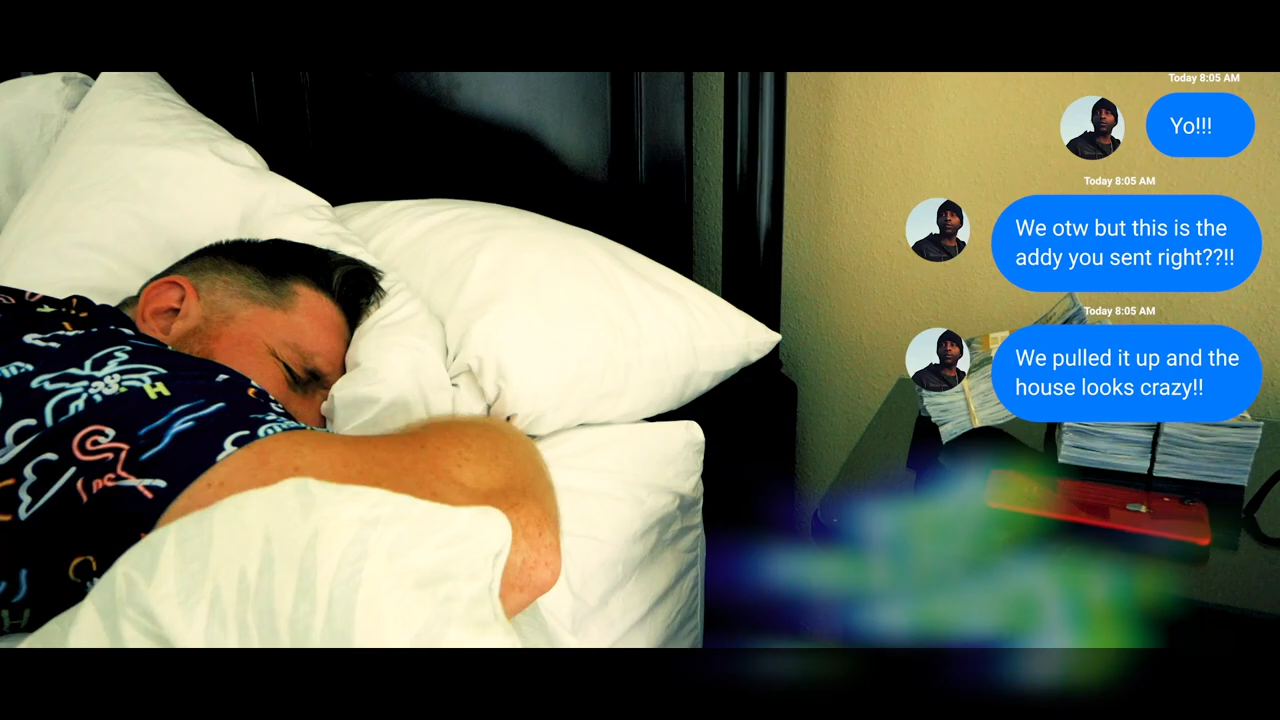 Today 8:05 AM
Yo!!!
Today 8:05 AM
We otw but this is the
addy you sent right??!!
Today 8:05 AM
We pulled it up and the
house looks crazy!!